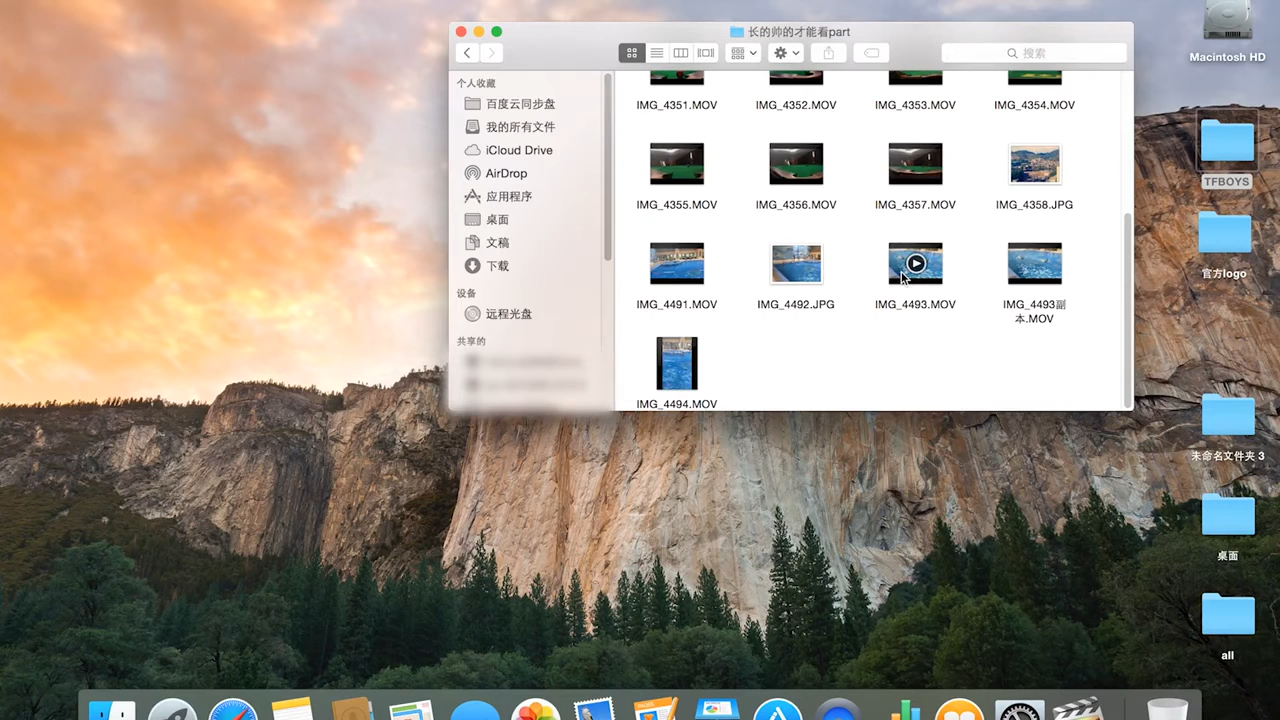 长的帅的才能看part
搜索
个人收藏
百度云同步盘
我的所有文件
iCloud Drive
AirDrop
应用程序
桌面
文稿
下载
设备
远程光盘
共享的
IMG_4351.MOV
IMG_4352.MOV
IMG_4353.MOV
IMG_4354.MOV
IMG_4355.MOV
IMG_4356.MOV
IMG_4357.MOV
IMG_4358.JPG
IMG_4491.MOV
IMG_4492.JPG
IMG_4493.MOV
IMG_4493副
本.MOV
IMG_4494.MOV
Macintosh HD
TFBOYS
官方logo
未命名文件夹 3
桌面
all